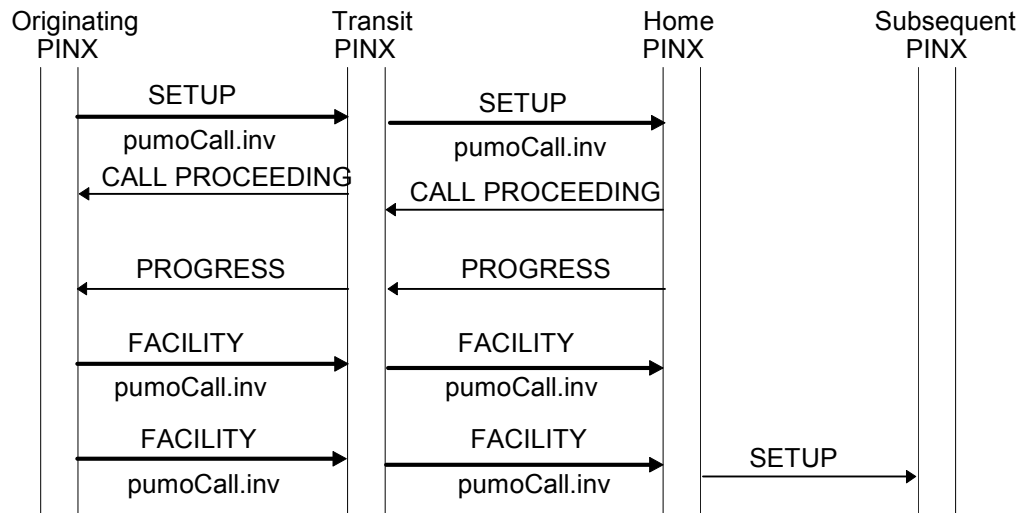 Originating PINX
Transit PINX
Home PINX
Subsequent PINX
SETUP
SETUP
pumoCall.inv
pumoCall.inv
CALL PROCEEDING
CALL PROCEEDING
PROGRESS
PROGRESS
FACILITY
FACILITY
pumoCall.inv
pumoCall.inv
FACILITY
FACILITY
SETUP
pumoCall.inv
pumoCall.inv